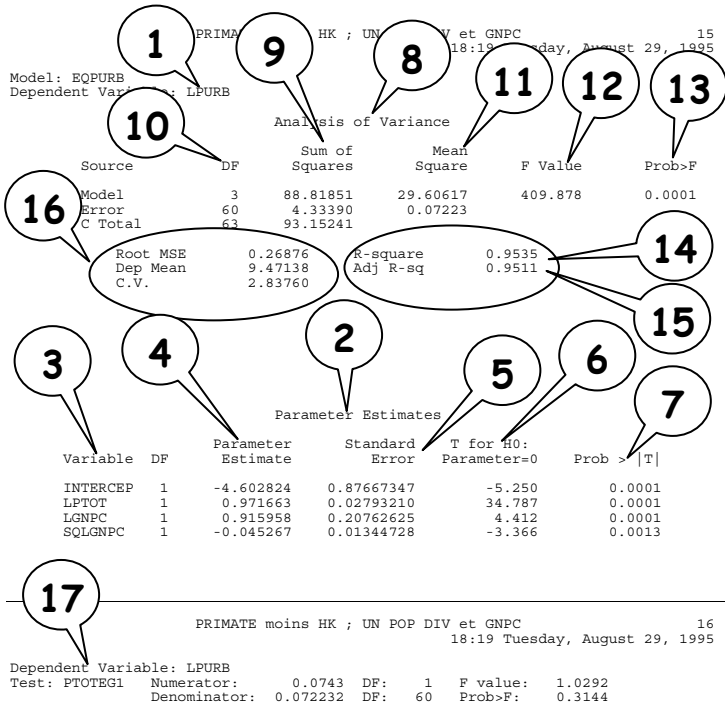 PRIMA HK ; UN V et GNPC 15
18:19 sday, August 29, 1995
1
9
8
11
12
13
Model: EQPURB
Dependent Vari e: LPURB
10
Analysis of Variance
Sum of Mean
Source DF Squares Square F Value Prob>F
Model 3 88.81851 29.60617 409.878 0.0001
Error 60 4.33390 0.07223
C Total 63 93.15241
16
Root MSE 0.26876 R-square 0.9535
Dep Mean 9.47138 Adj R-sq 0.9511
C.V. 2.83760
14
15
2
3
4
5
6
7
Parameter Estimates
Parameter Standard T for H0:
Variable DF Estimate Error Parameter=0 Prob > |T|
INTERCEP 1 -4.602824 0.87667347 -5.250 0.0001
LPTOT 1 0.971663 0.02793210 34.787 0.0001
LGNPC 1 0.915958 0.20762625 4.412 0.0001
SQLGNPC 1 -0.045267 0.01344728 -3.366 0.0013
17
PRIMATE moins HK ; UN POP DIV et GNPC 16
18:19 Tuesday, August 29, 1995
Dependent Variable: LPURB
Test: PTOTEG1 Numerator: 0.0743 DF: 1 F value: 1.0292
Denominator: 0.072232 DF: 60 Prob>F: 0.3144